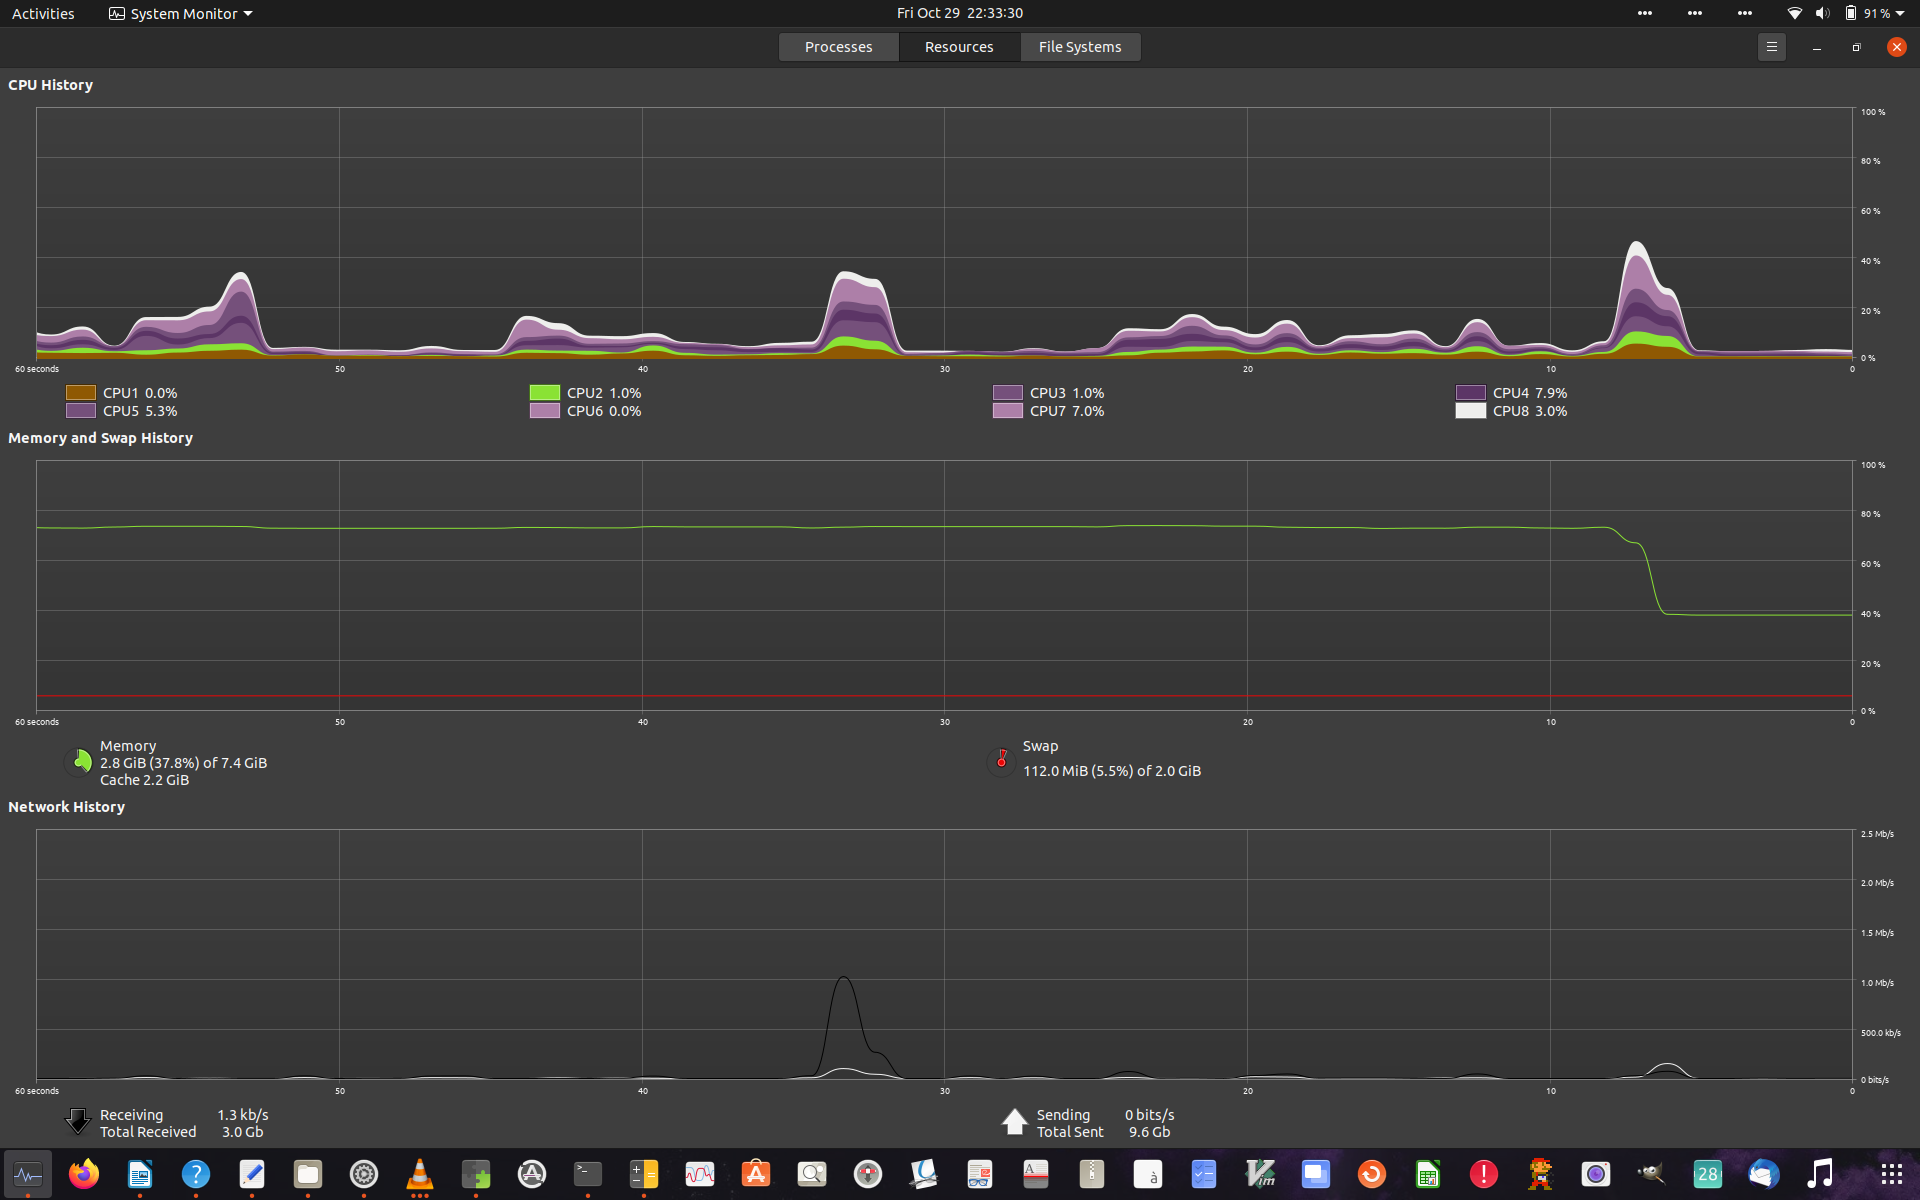 Activities System Monitor Fri Oct 29 22:33:30 91 %
Processes Resources File Systems
CPU History
100 %
80 %
60 %
40 %
20 %
0 %
60 seconds 50 40 30 20 10 0
CPU1 0.0% CPU2 1.0% CPU3 1.0% CPU4 7.9%
CPU5 5.3% CPU6 0.0% CPU7 7.0% CPU8 3.0%
Memory and Swap History
100 %
80 %
60 %
40 %
20 %
0 %
60 seconds 50 40 30 20 10 0
Memory Swap
2.8 GiB (37.8%) of 7.4 GiB 112.0 MiB (5.5%) of 2.0 GiB
Cache 2.2 GiB
Network History
2.5 Mb/s
2.0 Mb/s
1.5 Mb/s
1.0 Mb/s
500.0 kb/s
0 bits/s
60 seconds 50 40 30 20 10 0
Receiving 1.3 kb/s Sending 0 bits/s
Total Received 3.0 Gb Total Sent 9.6 Gb
? >_ A à Vim ! 28